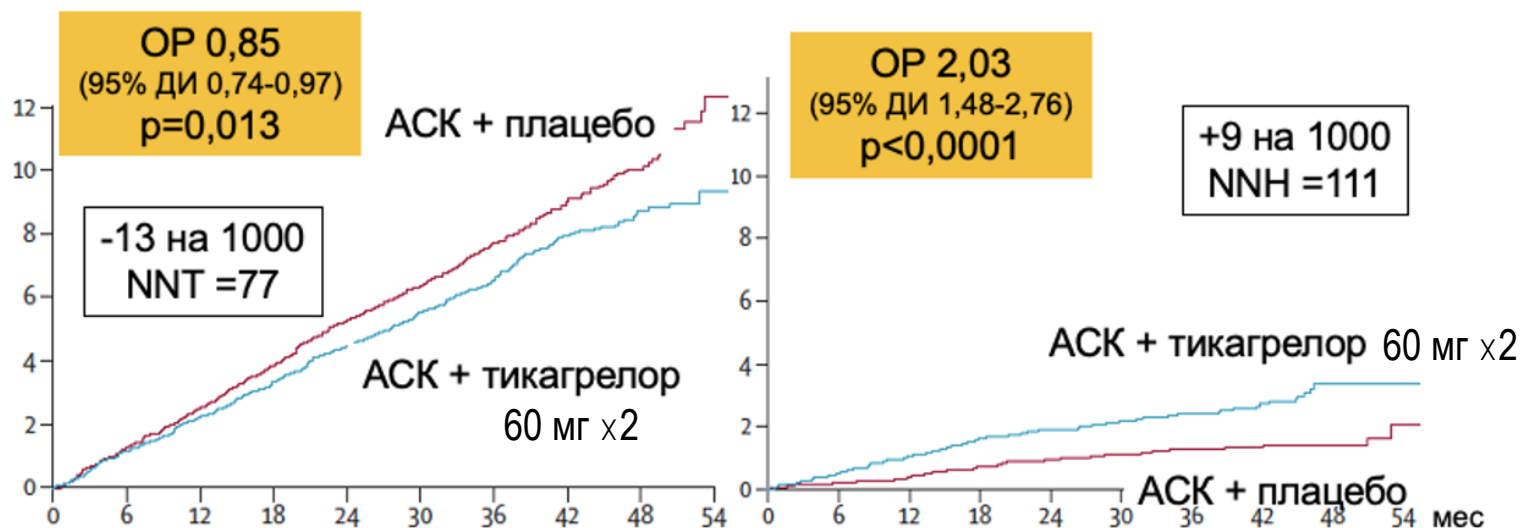 ОР 0,85
(95% ДИ 0,74-0,97)
p=0,013
АСК + плацебо
-13 на 1000
NNT =77
АСК + тикагрелор
60 мг x2
12
10
8
6
4
2
0
0 6 12 18 24 30 36 42 48 54
ОР 2,03
(95% ДИ 1,48-2,76)
p<0,0001
+9 на 1000
NNH =111
АСК + тикагрелор 60 мг x2
АСК + плацебо
12
10
8
6
4
2
0
0 6 12 18 24 30 36 42 48 54 мес